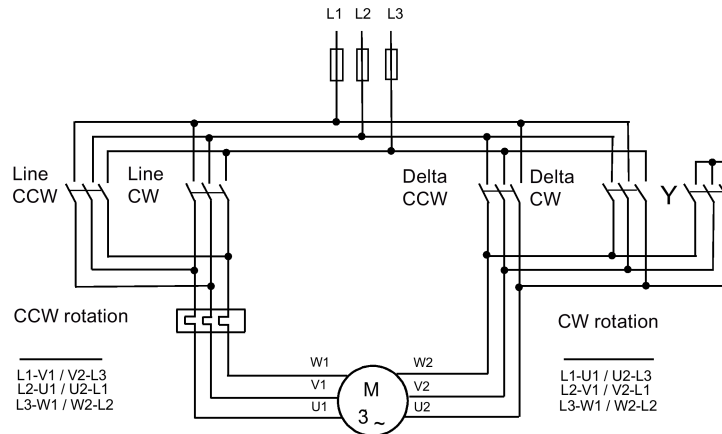 L1 L2 L3
Line
CCW
Line
CW
Delta
CCW
Delta
CW
Y
CCW rotation
L1-V1 / V2-L3
L2-U1 / U2-L1
L3-W1 / W2-L2
CW rotation
L1-U1 / U2-L3
L2-V1 / V2-L1
L3-W1 / W2-L2
W1 W2
V1 V2
U1 U2
M
3 ~